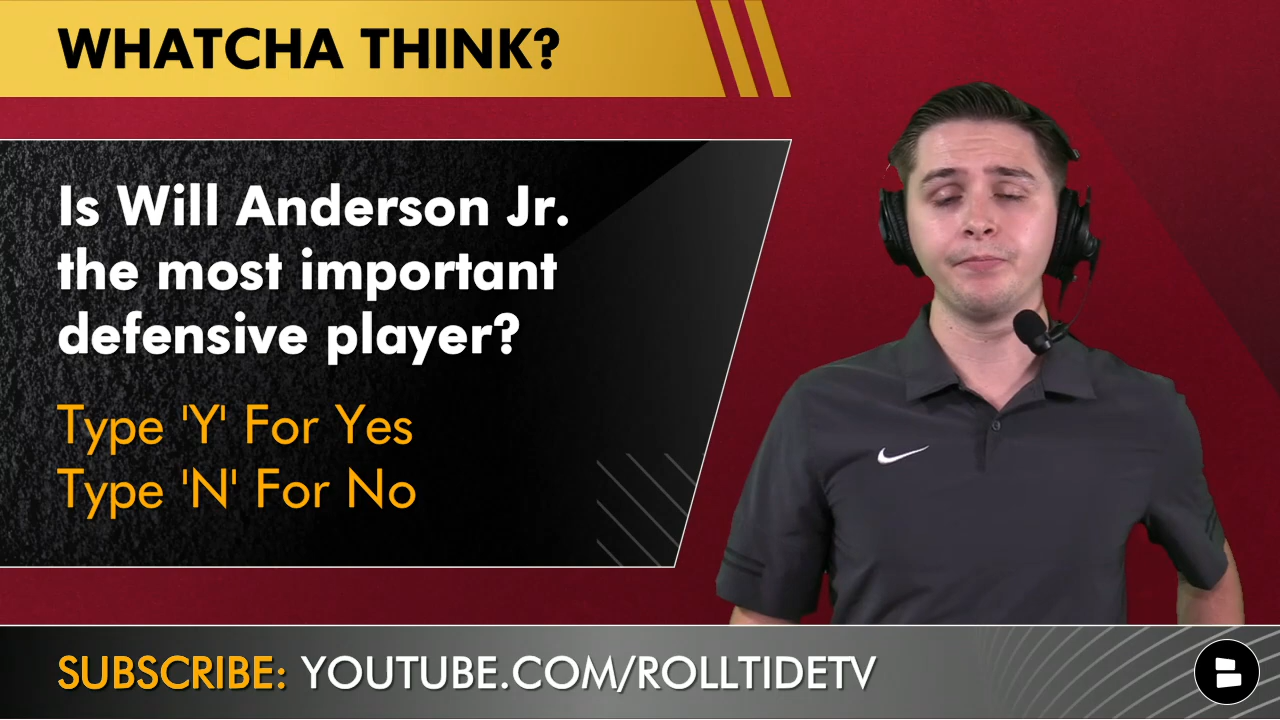 WHATCHA THINK?
Is Will Anderson Jr.
the most important
defensive player?
Type 'Y' For Yes
Type 'N' For No
SUBSCRIBE: YOUTUBE.COM/ROLLTIDETV